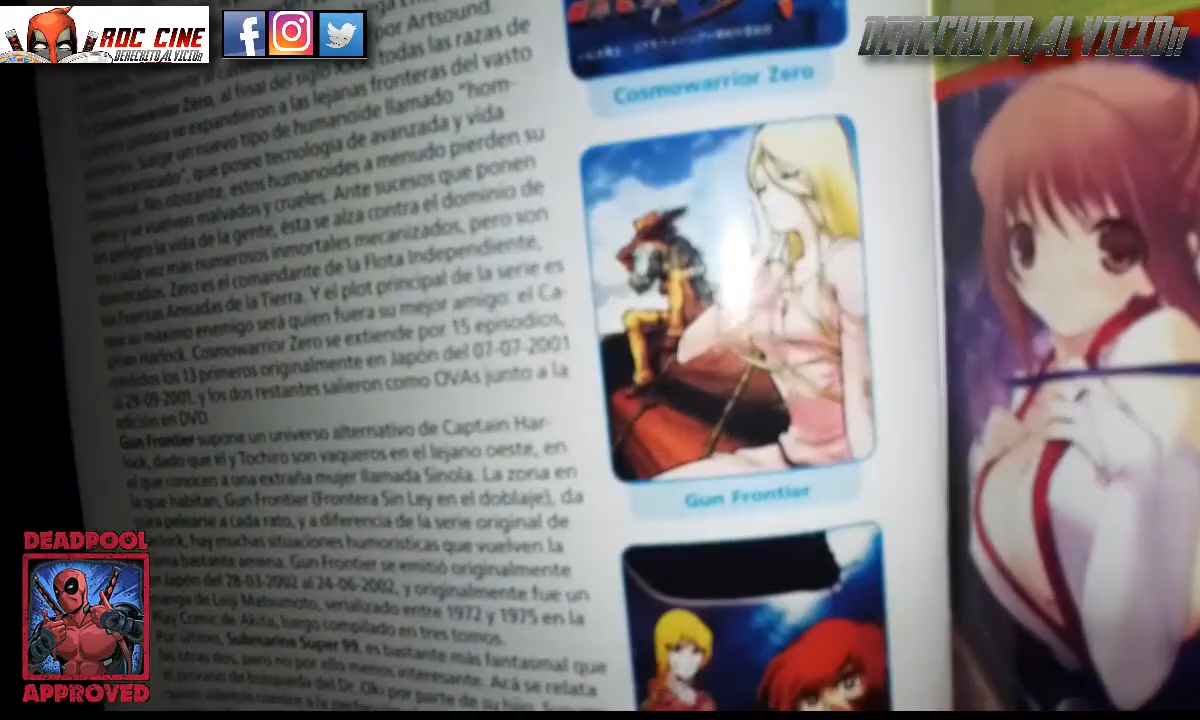 RDC CINE
DERECHITO AL VICIO!!
DERECHITO AL VICIO!!
por Artsound
todas las razas de
Cosmowarrior Zero, al final del siglo
se expandieron a las lejanas fronteras del vasto
surge un nuevo tipo de humanoide llamado "hom-
que posee tecnología de avanzada y vida
No obstante, estos humanoides a menudo pierden su
y se vuelven malvados y crueles. Ante sucesos que ponen
en peligro la vida de la gente, ésta se alza contra el dominio de
los cada vez más numerosos inmortales mecanizados, pero son
derrotados. Zero es el comandante de la Flota Independiente,
las Fuerzas Armadas de la Tierra. Y el plot principal de la serie es
que su máximo enemigo será quien fuera su mejor amigo: el Ca-
Harlock. Cosmowarrior Zero se extiende por 15 episodios,
emitidos los 13 primeros originalmente en Japón del 07-07-2001
al 29-09-2001, y los dos restantes salieron como OVAs junto a la
edición en DVD.
Gun Frontier supone un universo alternativo de Captain Har-
lock, dado que él y Tochiro son vaqueros en el lejano oeste, en
el que conocen a una extraña mujer llamada Sinola. La zona en
la que habitan, Gun Frontier (Frontera Sin Ley en el doblaje), da
para pelearse a cada rato, y a diferencia de la serie original de
Harlock, hay muchas situaciones humorísticas que vuelven la
bastante amena. Gun Frontier se emitió originalmente
en Japón del 28-03-2002 al 24-06-2002, y originalmente fue un
manga de Leiji Matsumoto, serializado entre 1972 y 1975 en la
Play Comic de Akita, luego compilado en tres tomos.
Por último, Submarine Super 99, es bastante más fantasmal que
las otras dos, pero no por ello menos interesante. Acá se relata
del Dr. Oki por parte de su hijo
Cosmowarrior Zero
Gun Frontier
DEADPOOL
APPROVED